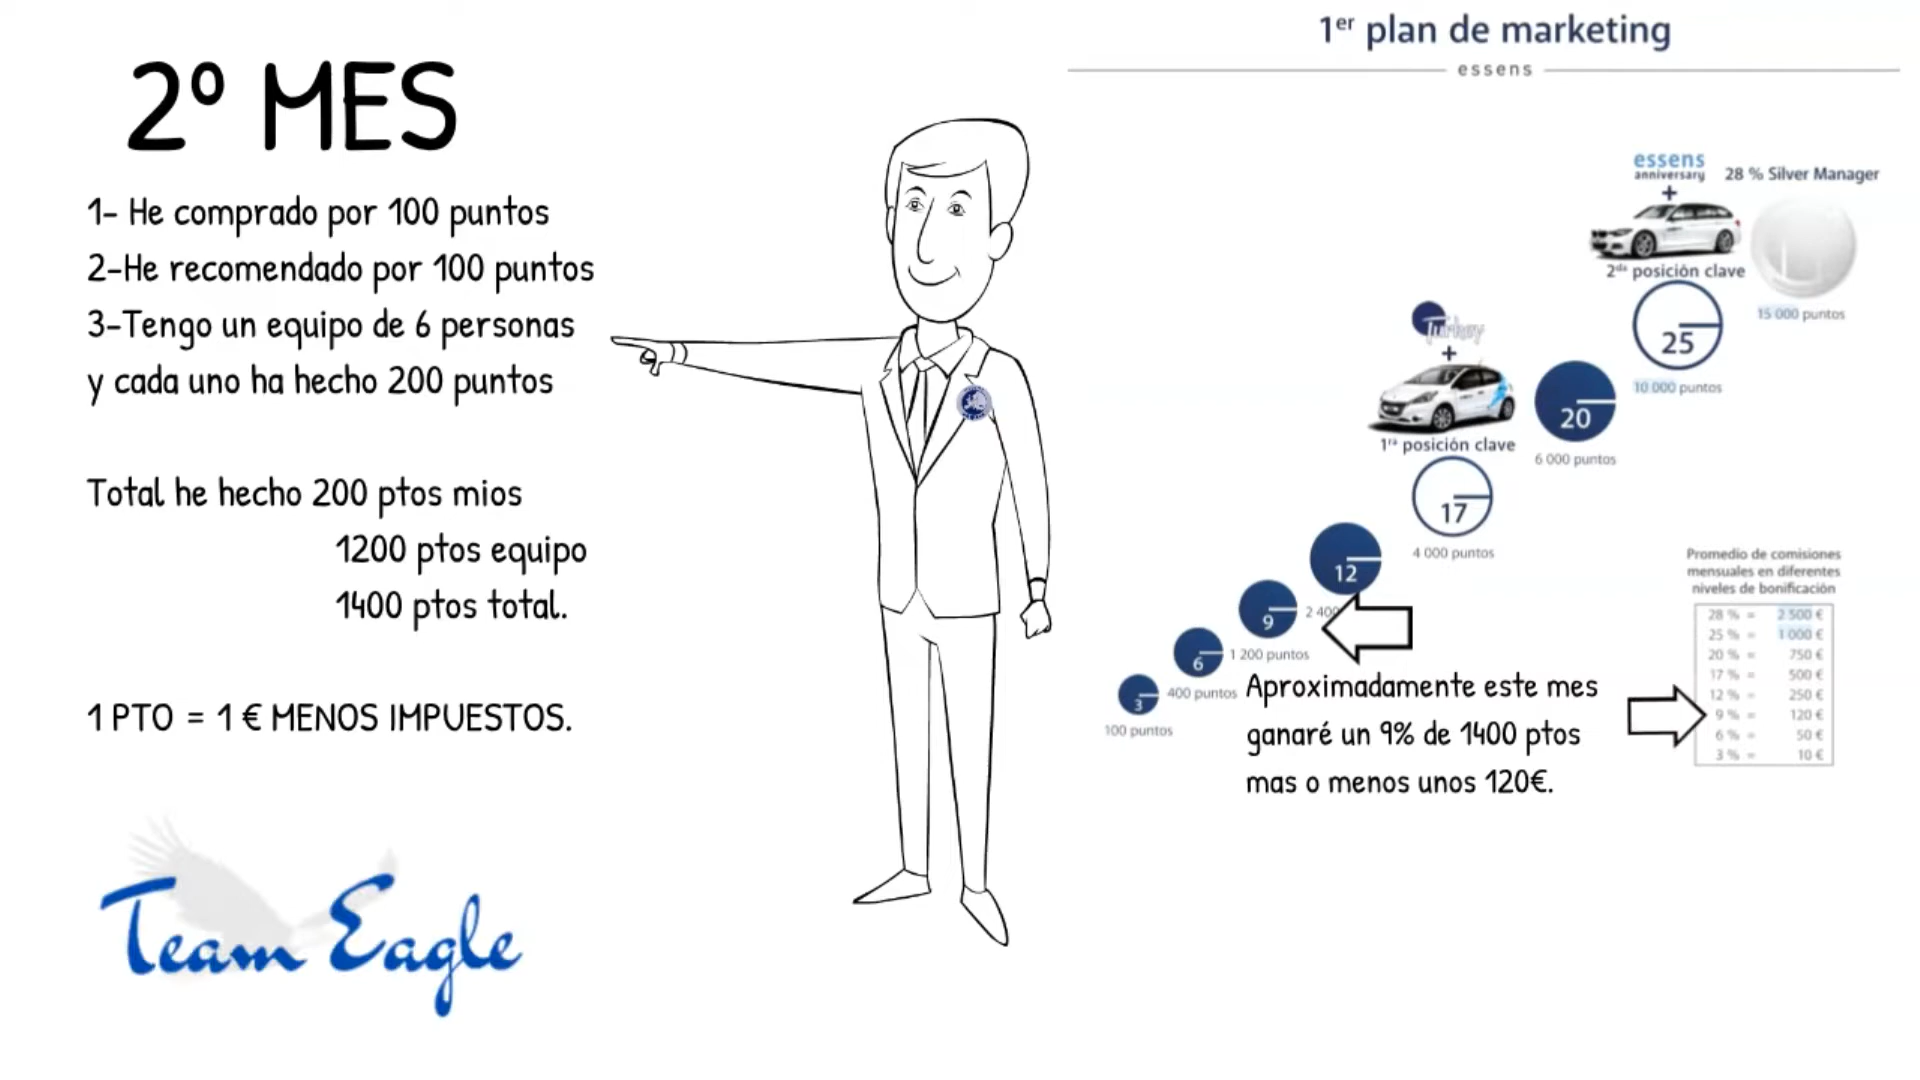 2º MES
1- He comprado por 100 puntos
2-He recomendado por 100 puntos
3-Tengo un equipo de 6 personas
y cada uno ha hecho 200 puntos
Total he hecho 200 ptos mios
1200 ptos equipo
1400 ptos total.
1 PTO = 1 € MENOS IMPUESTOS.
Team Eagle
1er plan de marketing
essens
essens
anniversary
+
28 % Silver Manager
2da posición clave
15 000 puntos
25
10 000 puntos
Turkey
+
20
6 000 puntos
1ra posición clave
17
4 000 puntos
12
2 400
9
1 200 puntos
6
400 puntos
3
100 puntos
Aproximadamente este mes
ganaré un 9% de 1400 ptos
mas o menos unos 120€.
Promedio de comisiones
mensuales en diferentes
niveles de bonificación
28 % = 2 500 €
25 % = 1 000 €
20 % = 750 €
17 % = 500 €
12 % = 250 €
9 % = 120 €
6 % = 50 €
3 % = 10 €